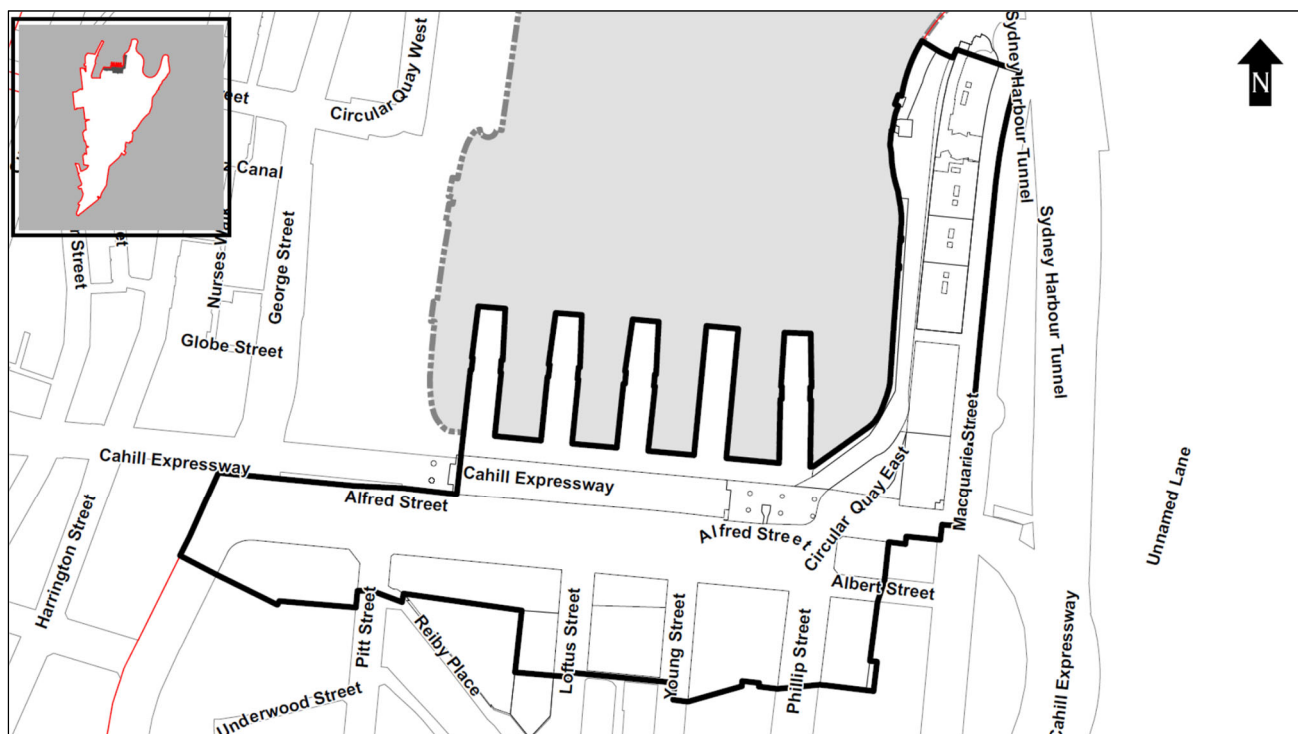 Sydney Harbour Tunnel
N
Circular Quay West
reet
Canal
Sydney Harbour Tunnel
Street
Nurses Walk
George Street
Globe Street
Macquarie Street
Cahill Expressway
Cahill Expressway
Alfred Street
Harrington Street
Alfred Street
Circular Quay East
Unnamed Lane
Albert Street
Pitt Street
Reiby Place
Loftus Street
Young Street
Phillip Street
Cahill Expressway
Underwood Street